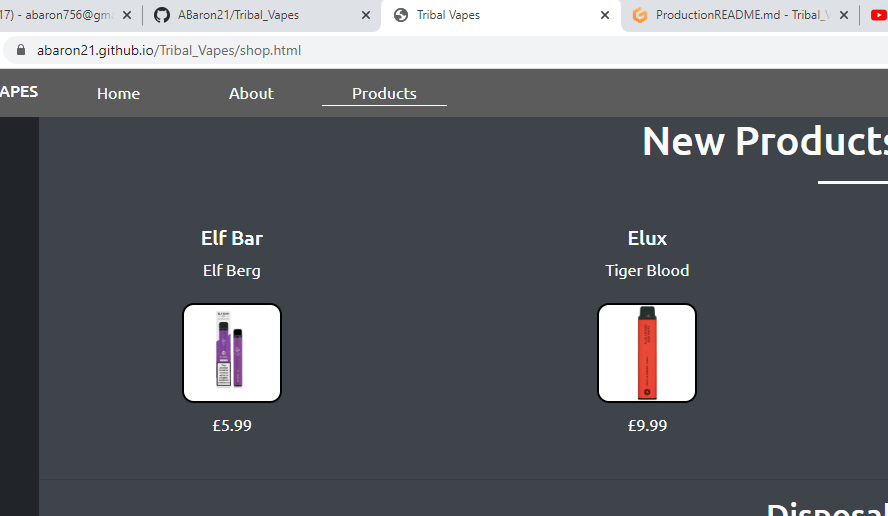 17) - abaron756@gma
ABaron21/Tribal_Vapes
Tribal Vapes
ProductionREADME.md - Tribal_V
abaron21.github.io/Tribal_Vapes/shop.html
APES
Home
About
Products
New Products
Elf Bar
Elux
Elf Berg
Tiger Blood
£5.99
£9.99
Disposal